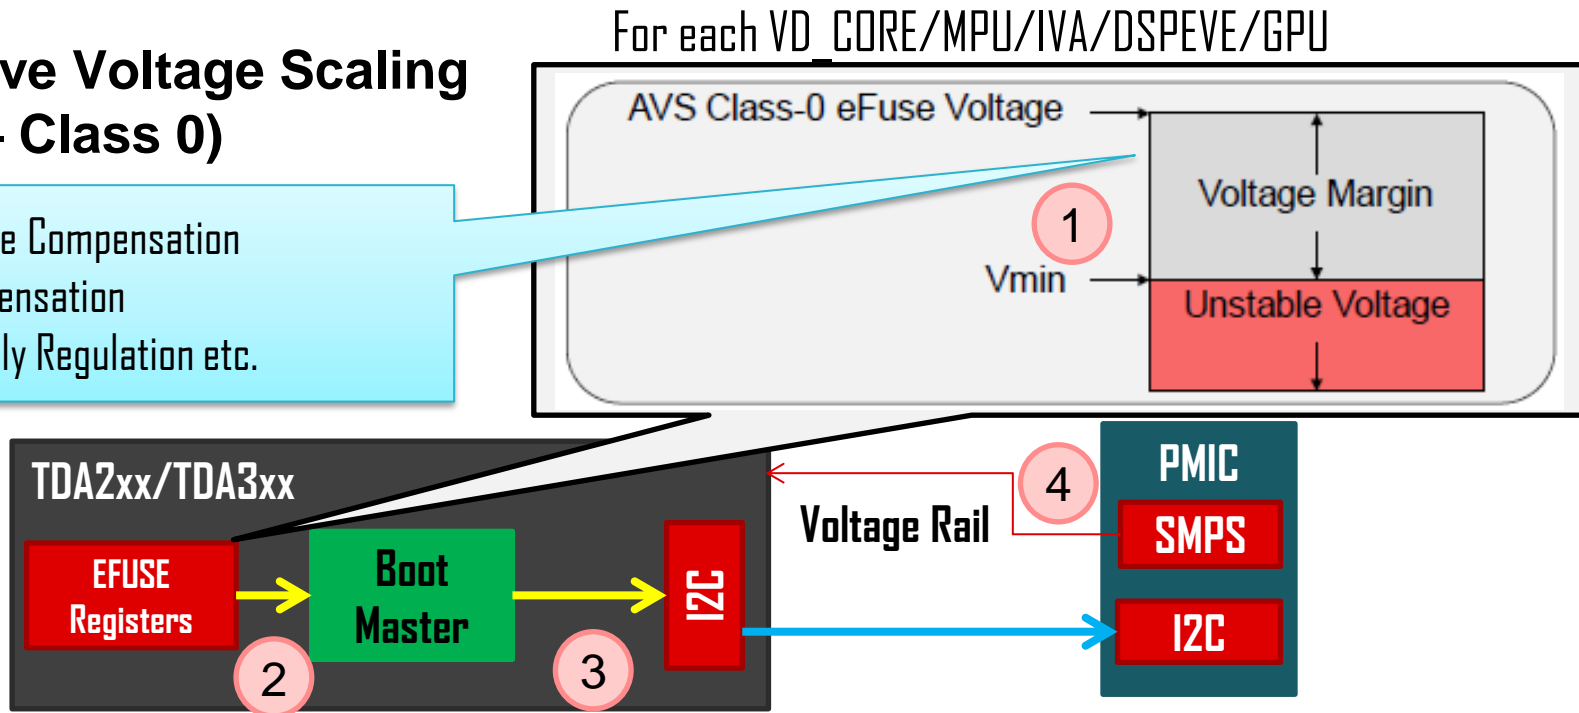 For each VD_CORE/MPU/IVA/DSPEVE/GPU
ve Voltage Scaling
- Class 0)
e Compensation
ensation
ly Regulation etc.
AVS Class-0 eFuse Voltage
Voltage Margin
1
Vmin
Unstable Voltage
TDA2xx/TDA3xx
EFUSE
Registers
Boot
Master
I2C
2
3
Voltage Rail
4
PMIC
SMPS
I2C